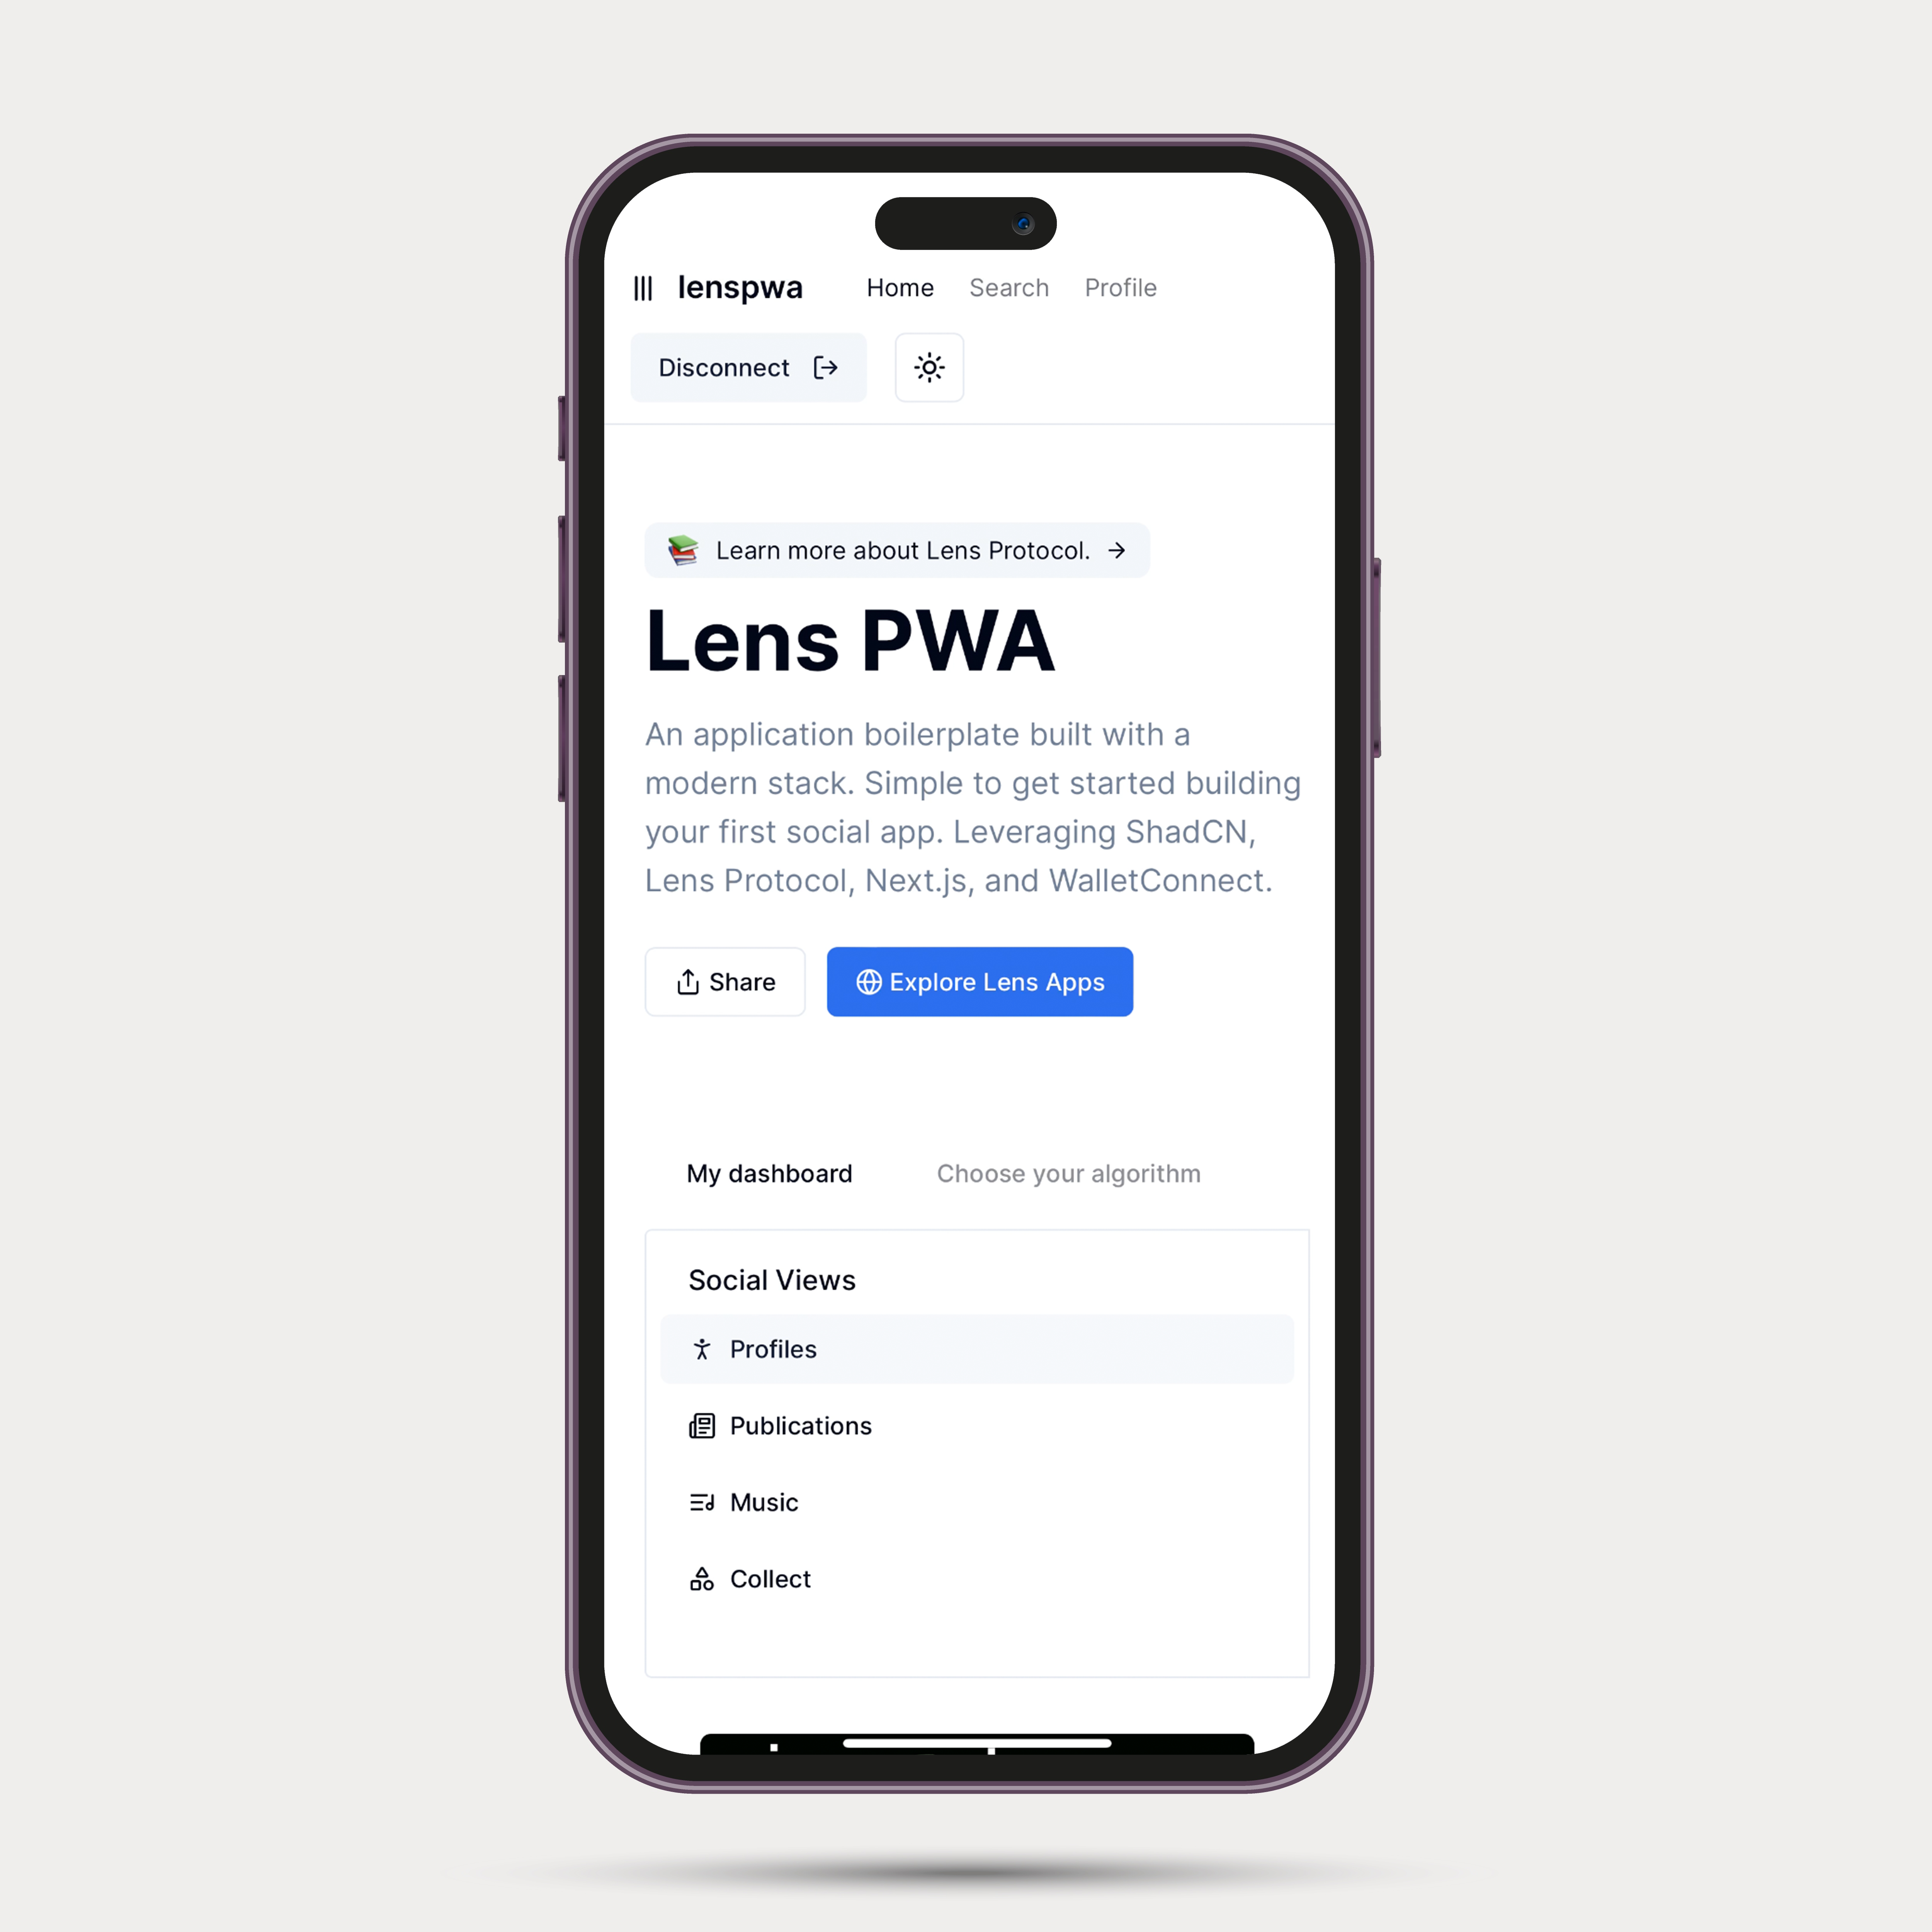 lenspwa Home Search Profile
Disconnect
Learn more about Lens Protocol.
Lens PWA
An application boilerplate built with a
modern stack. Simple to get started building
your first social app. Leveraging ShadCN,
Lens Protocol, Next.js, and WalletConnect.
Share Explore Lens Apps
My dashboard Choose your algorithm
Social Views
Profiles
Publications
Music
Collect